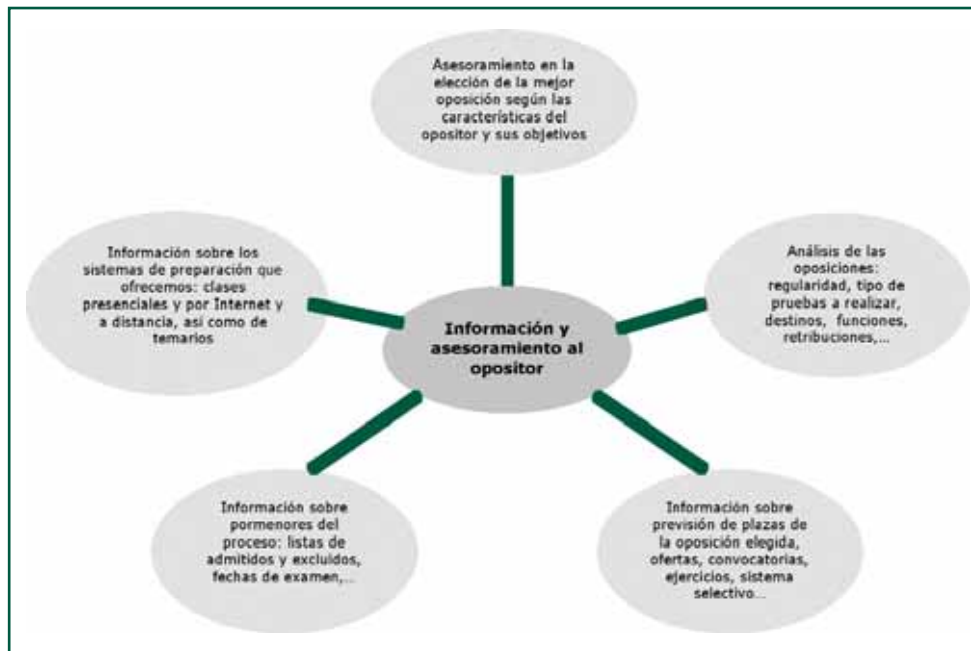 Asesoramiento en la
elección de la mejor
oposición según las
características del
opositor y sus objetivos
Información sobre los
sistemas de preparación que
ofrecemos: clases
presenciales y por Internet y
a distancia, así como de
temarios
Análisis de las
oposiciones:
regularidad, tipo de
pruebas a realizar,
destinos, funciones,
retribuciones,...
Información y
asesoramiento al
opositor
Información sobre
pormenores del
proceso: listas de
admitidos y excluidos,
fechas de examen,...
Información sobre
previsión de plazas de
la oposición elegida,
ofertas, convocatorias,
ejercicios, sistema
selectivo...